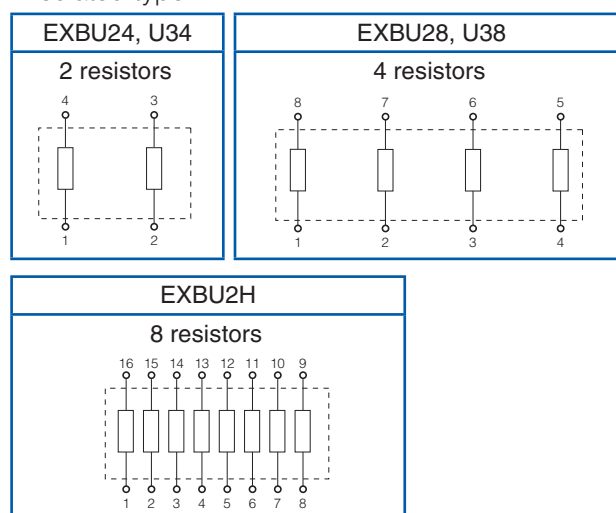 EXBU24, U34
2 resistors
4 3
1 2
EXBU28, U38
4 resistors
8 7 6 5
1 2 3 4
EXBU2H
8 resistors
16 15 14 13 12 11 10 9
1 2 3 4 5 6 7 8